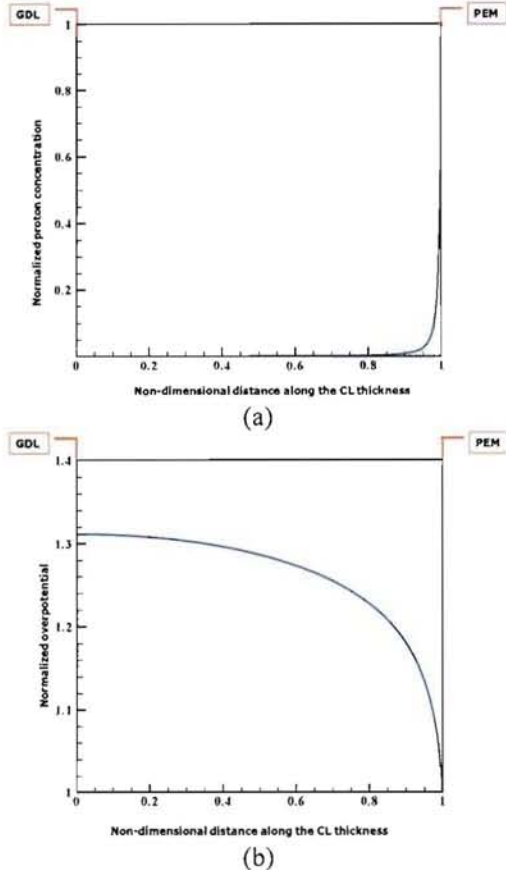 GDL
PEM
1
0.8
0.6
0.4
0.2
Normalized proton concentration
0 0.2 0.4 0.6 0.8 1
Non-dimensional distance along the CL thickness
(a)
GDL
PEM
1.4
1.3
1.2
1.1
1
Normalized overpotential
0 0.2 0.4 0.6 0.8 1
Non-dimensional distance along the CL thickness
(b)